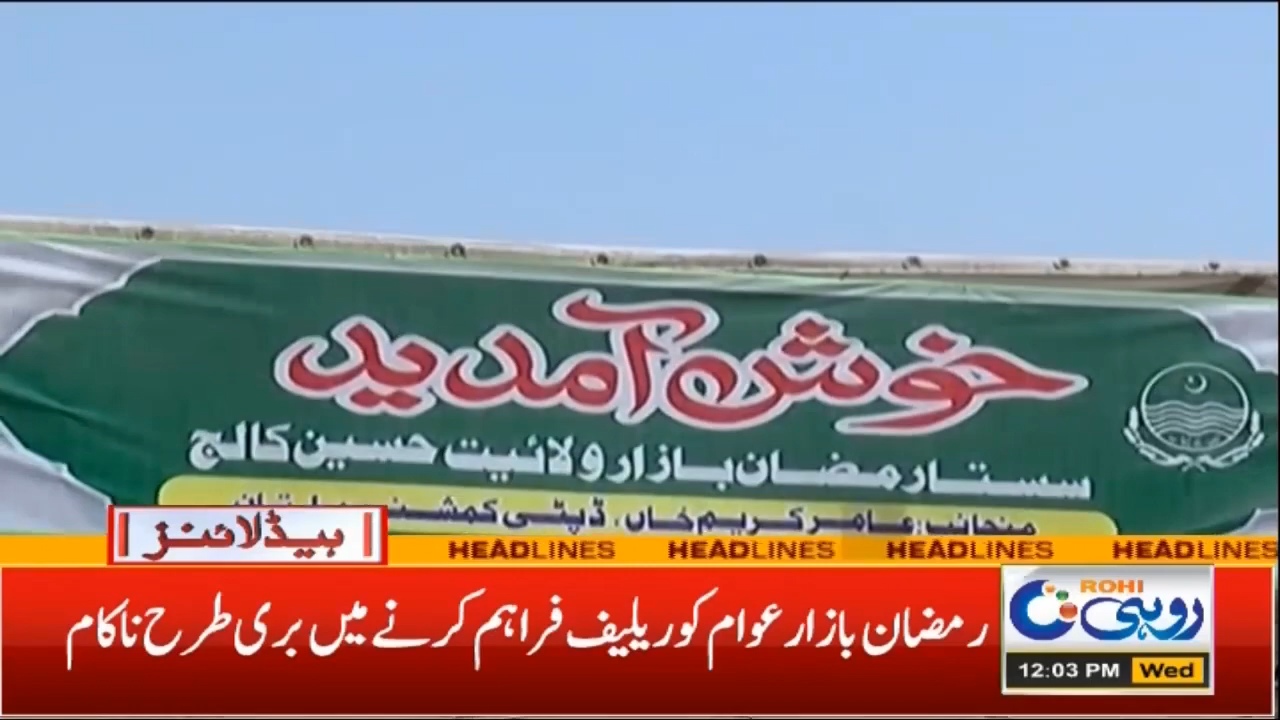 خوش آمدید
سستا رمضان بازار ولائیت حسین کالج
منجانب: عامر کریم خاں، ڈپٹی کمشنر
ہیڈلائنز
HEADLINES HEADLINES HEADLINES HEADLINES
رمضان بازار عوام کو ریلیف فراہم کرنے میں بری طرح ناکام
ROHI
روہی
12:03 PM Wed